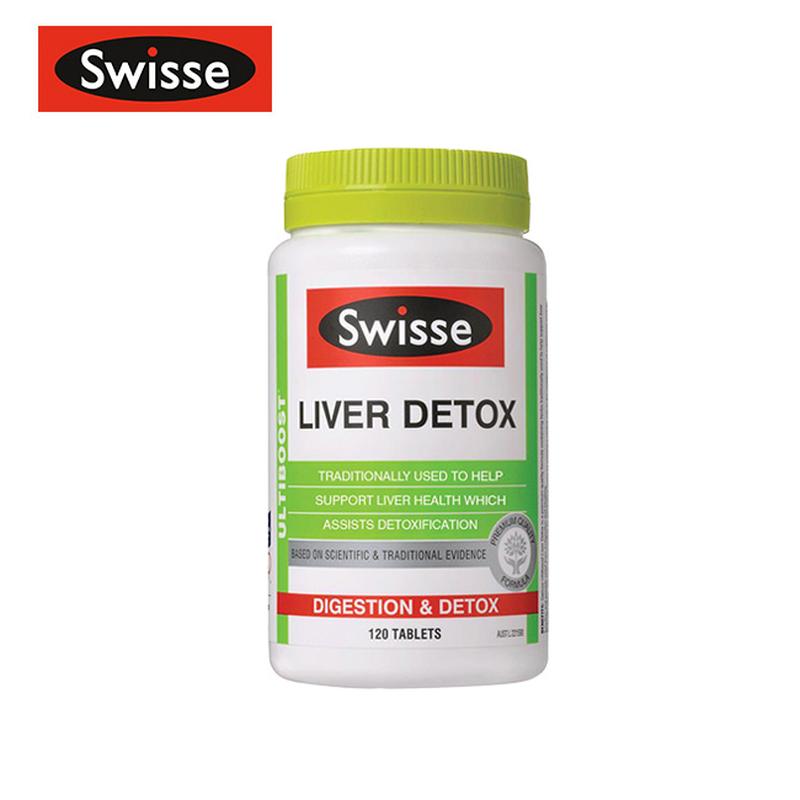 Swisse
Swisse
LIVER DETOX
ULTIBOOST
TRADITIONALLY USED TO HELP
SUPPORT LIVER HEALTH WHICH
ASSISTS DETOXIFICATION
BASED ON SCIENTIFIC & TRADITIONAL EVIDENCE
PREMIUM QUALITY
FORMULA
DIGESTION & DETOX
120 TABLETS